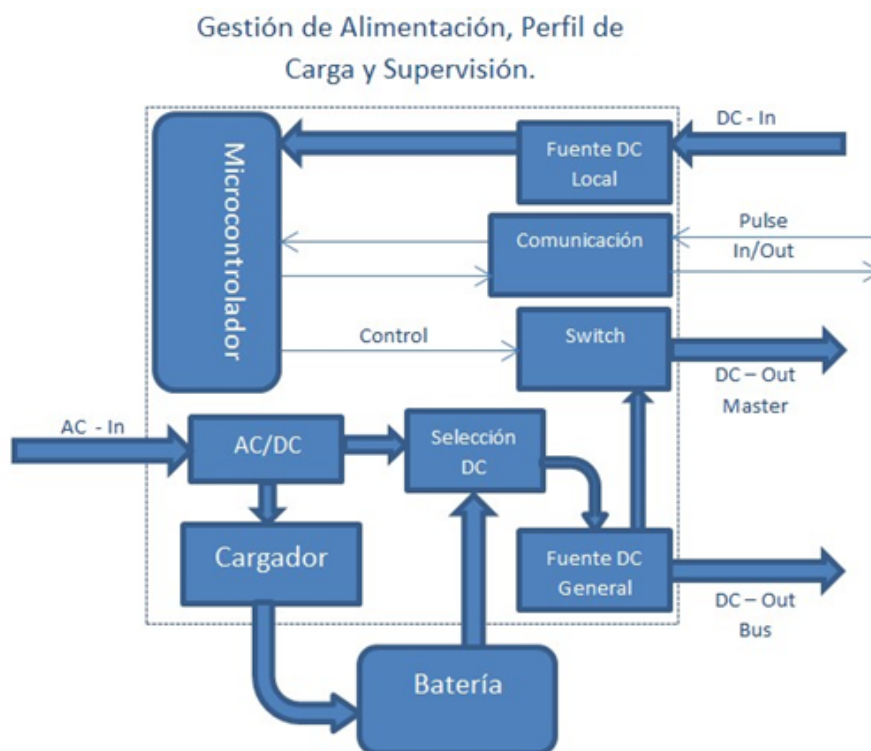 Gestión de Alimentación, Perfil de
Carga y Supervisión.
Microcontrolador
Fuente DC
Local
DC - In
Comunicación
Pulse
In/Out
Control
Switch
DC – Out
Master
AC - In
AC/DC
Selección
DC
Cargador
Fuente DC
General
DC – Out
Bus
Batería